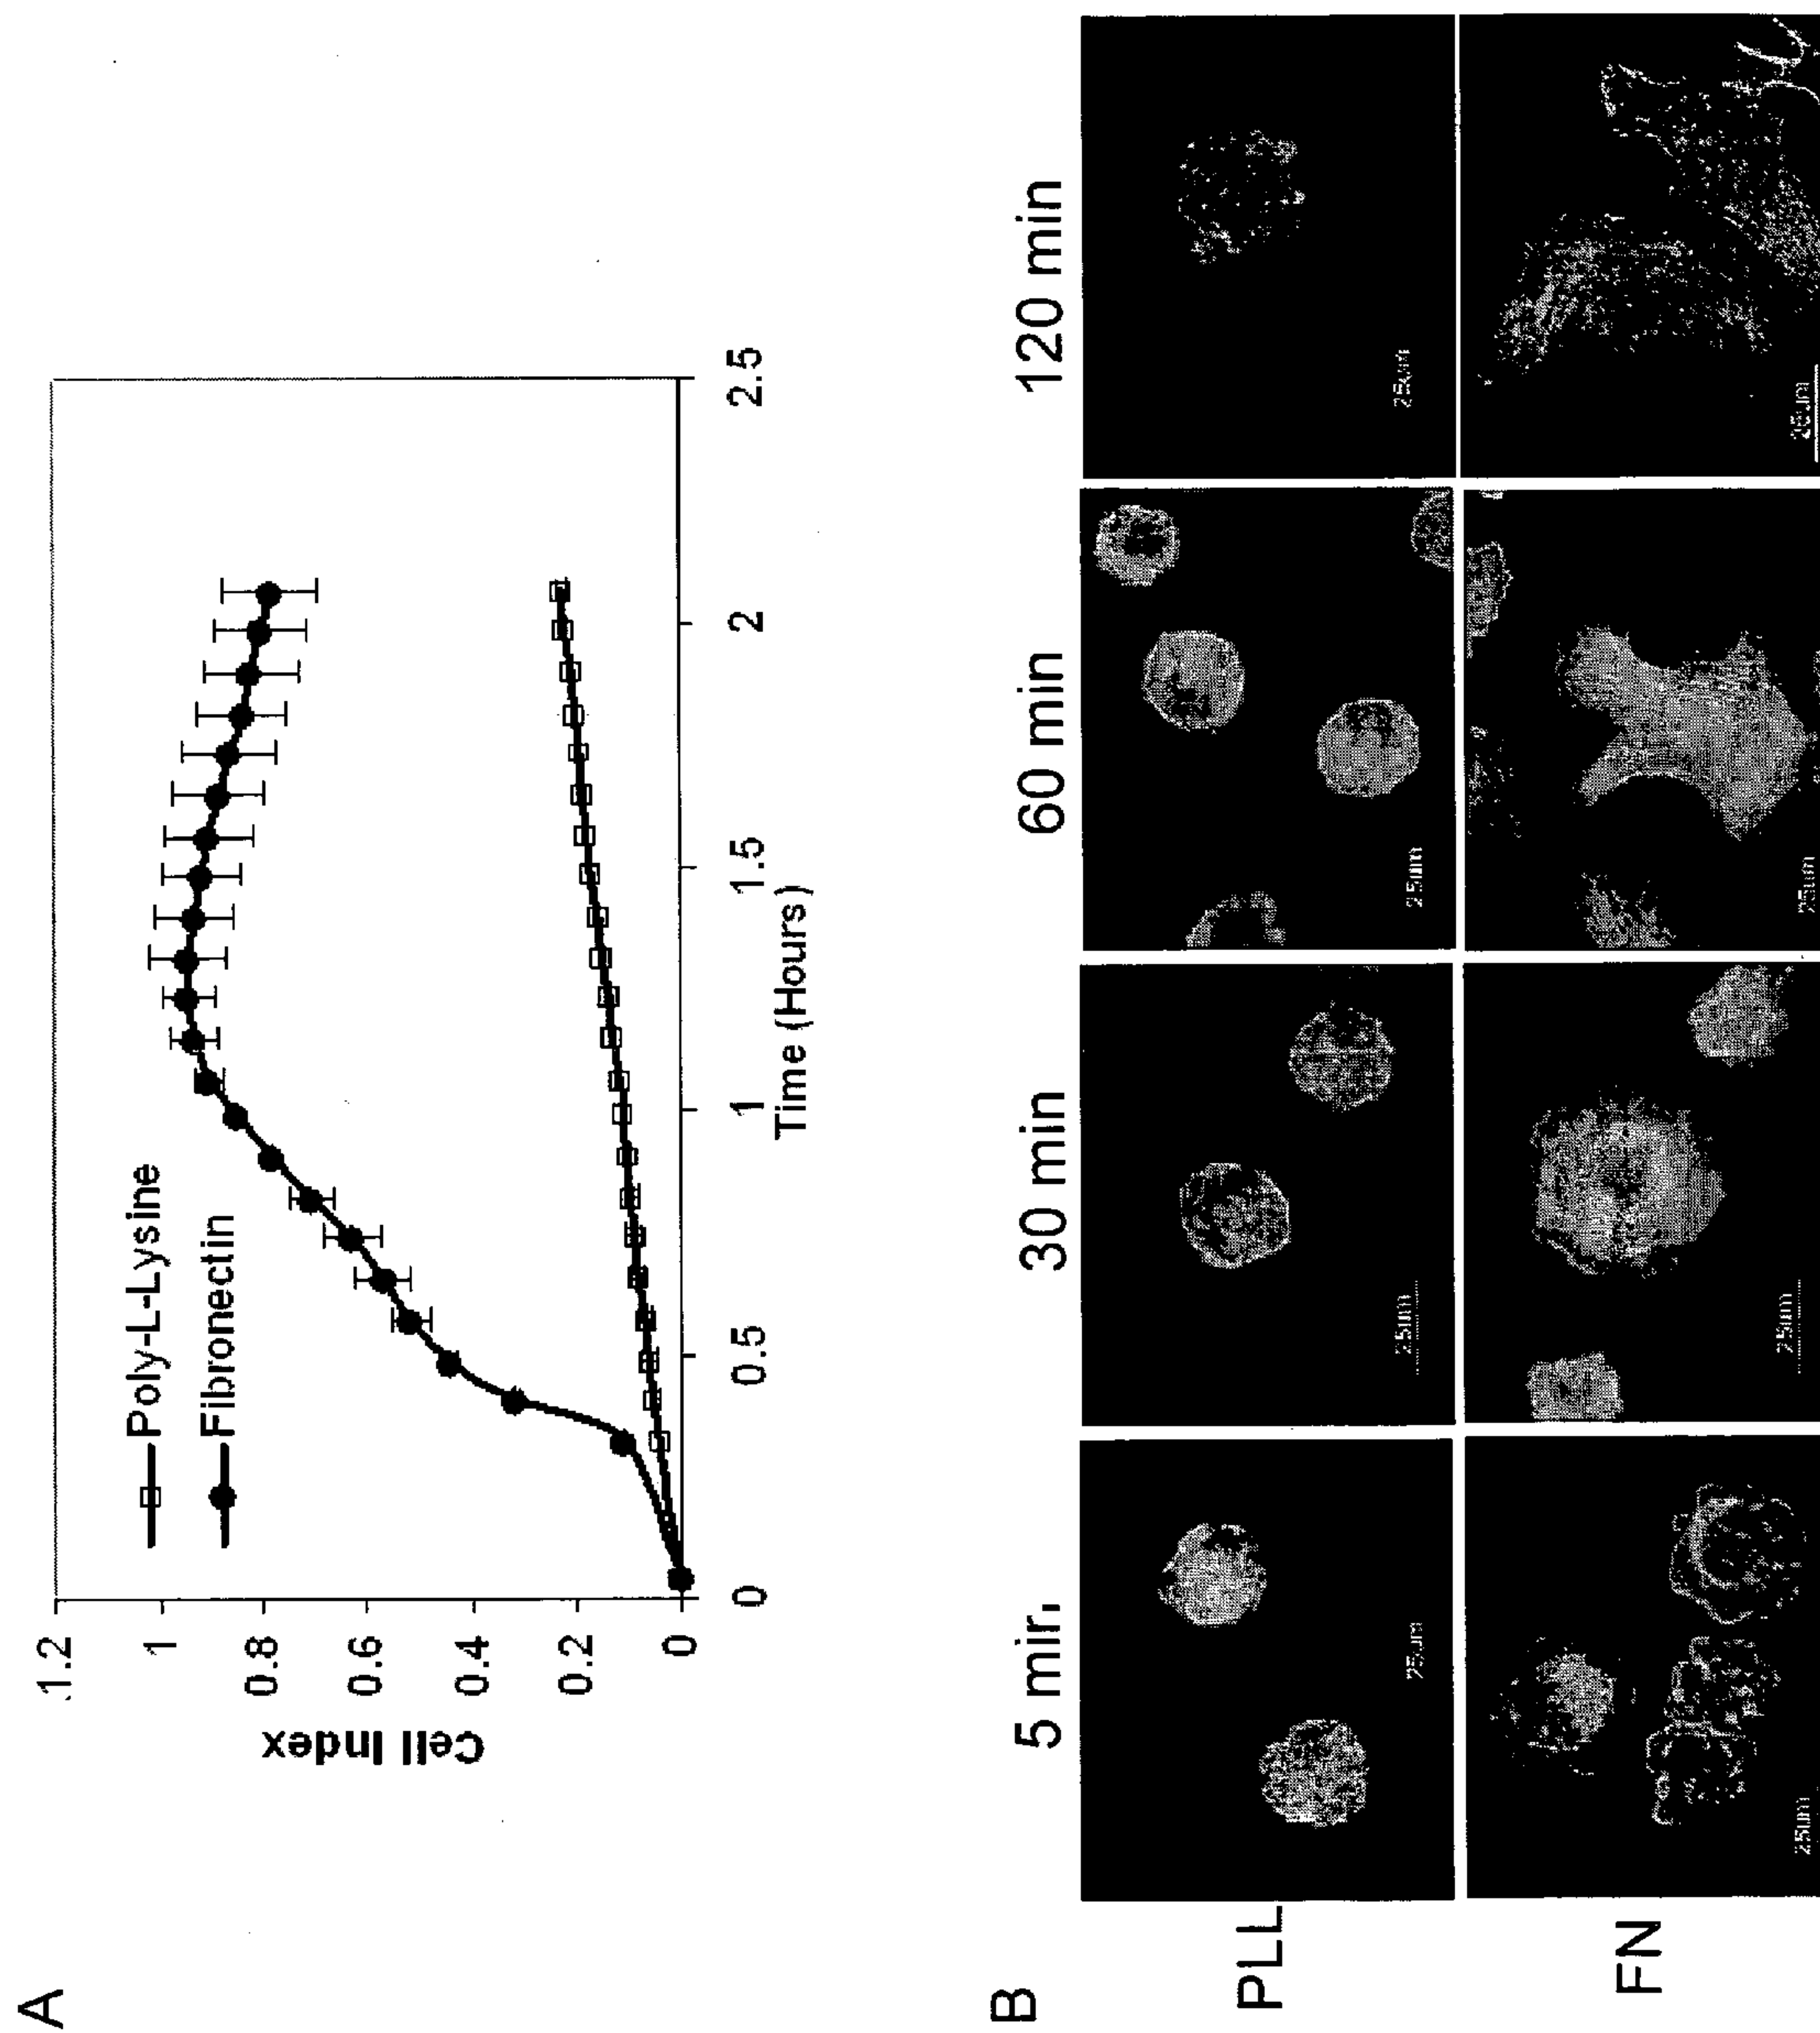 A
1.2
1
0.8
0.6
0.4
0.2
0
Cell Index
Poly-L-Lysine
Fibronectin
0
0.5
1
1.5
2
2.5
Time (Hours)
B
5 mir.
30 min
60 min
120 min
PLL
25um
25um
25um
25um
FN
25um
25um
25um
25um